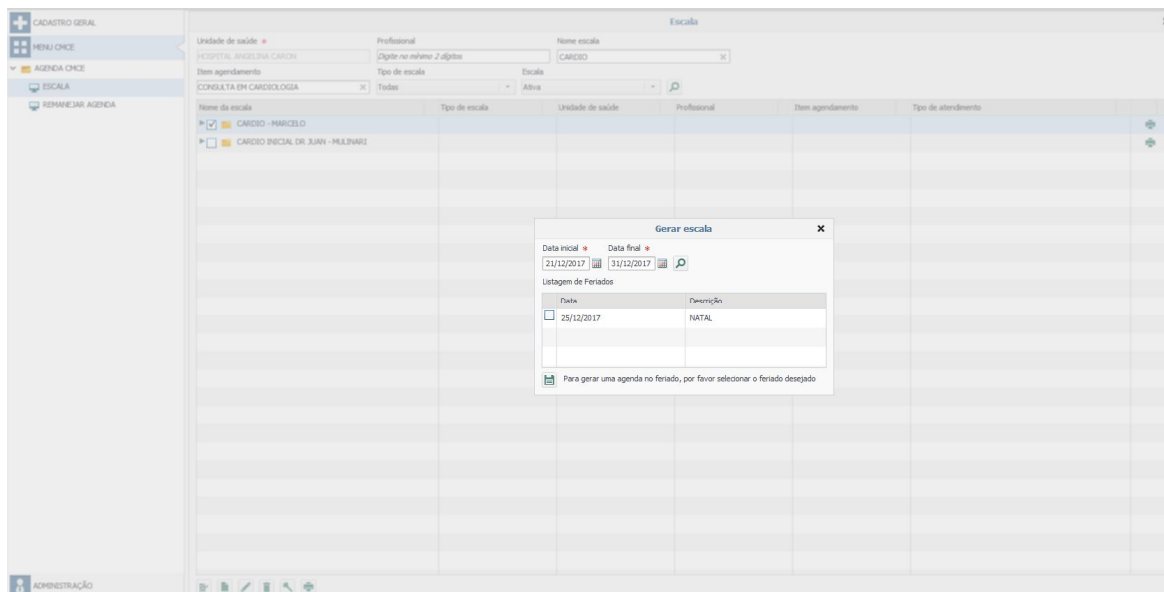 CADASTRO GERAL
MENU CMCE
AGENDA CMCE
ESCALA
REMANEJAR AGENDA
ADMINISTRAÇÃO
Escala
Unidade de saúde *
Profissional
Nome escala
HOSPITAL ANGELINA CARON
Digite no mínimo 2 dígitos
CARDIO
Item agendamento
Tipo de escala
Escala
CONSULTA EM CARDIOLOGIA
Todas
Ativa
Nome da escala
Tipo de escala
Unidade de saúde
Profissional
Item agendamento
Tipo de atendimento
CARDIO - MARCELO
CARDIO INICIAL DR JUAN - MULINARI
Gerar escala
Data inicial *
Data final *
21/12/2017
31/12/2017
Listagem de Feriados
Data
Descrição
25/12/2017
NATAL
Para gerar uma agenda no feriado, por favor selecionar o feriado desejado